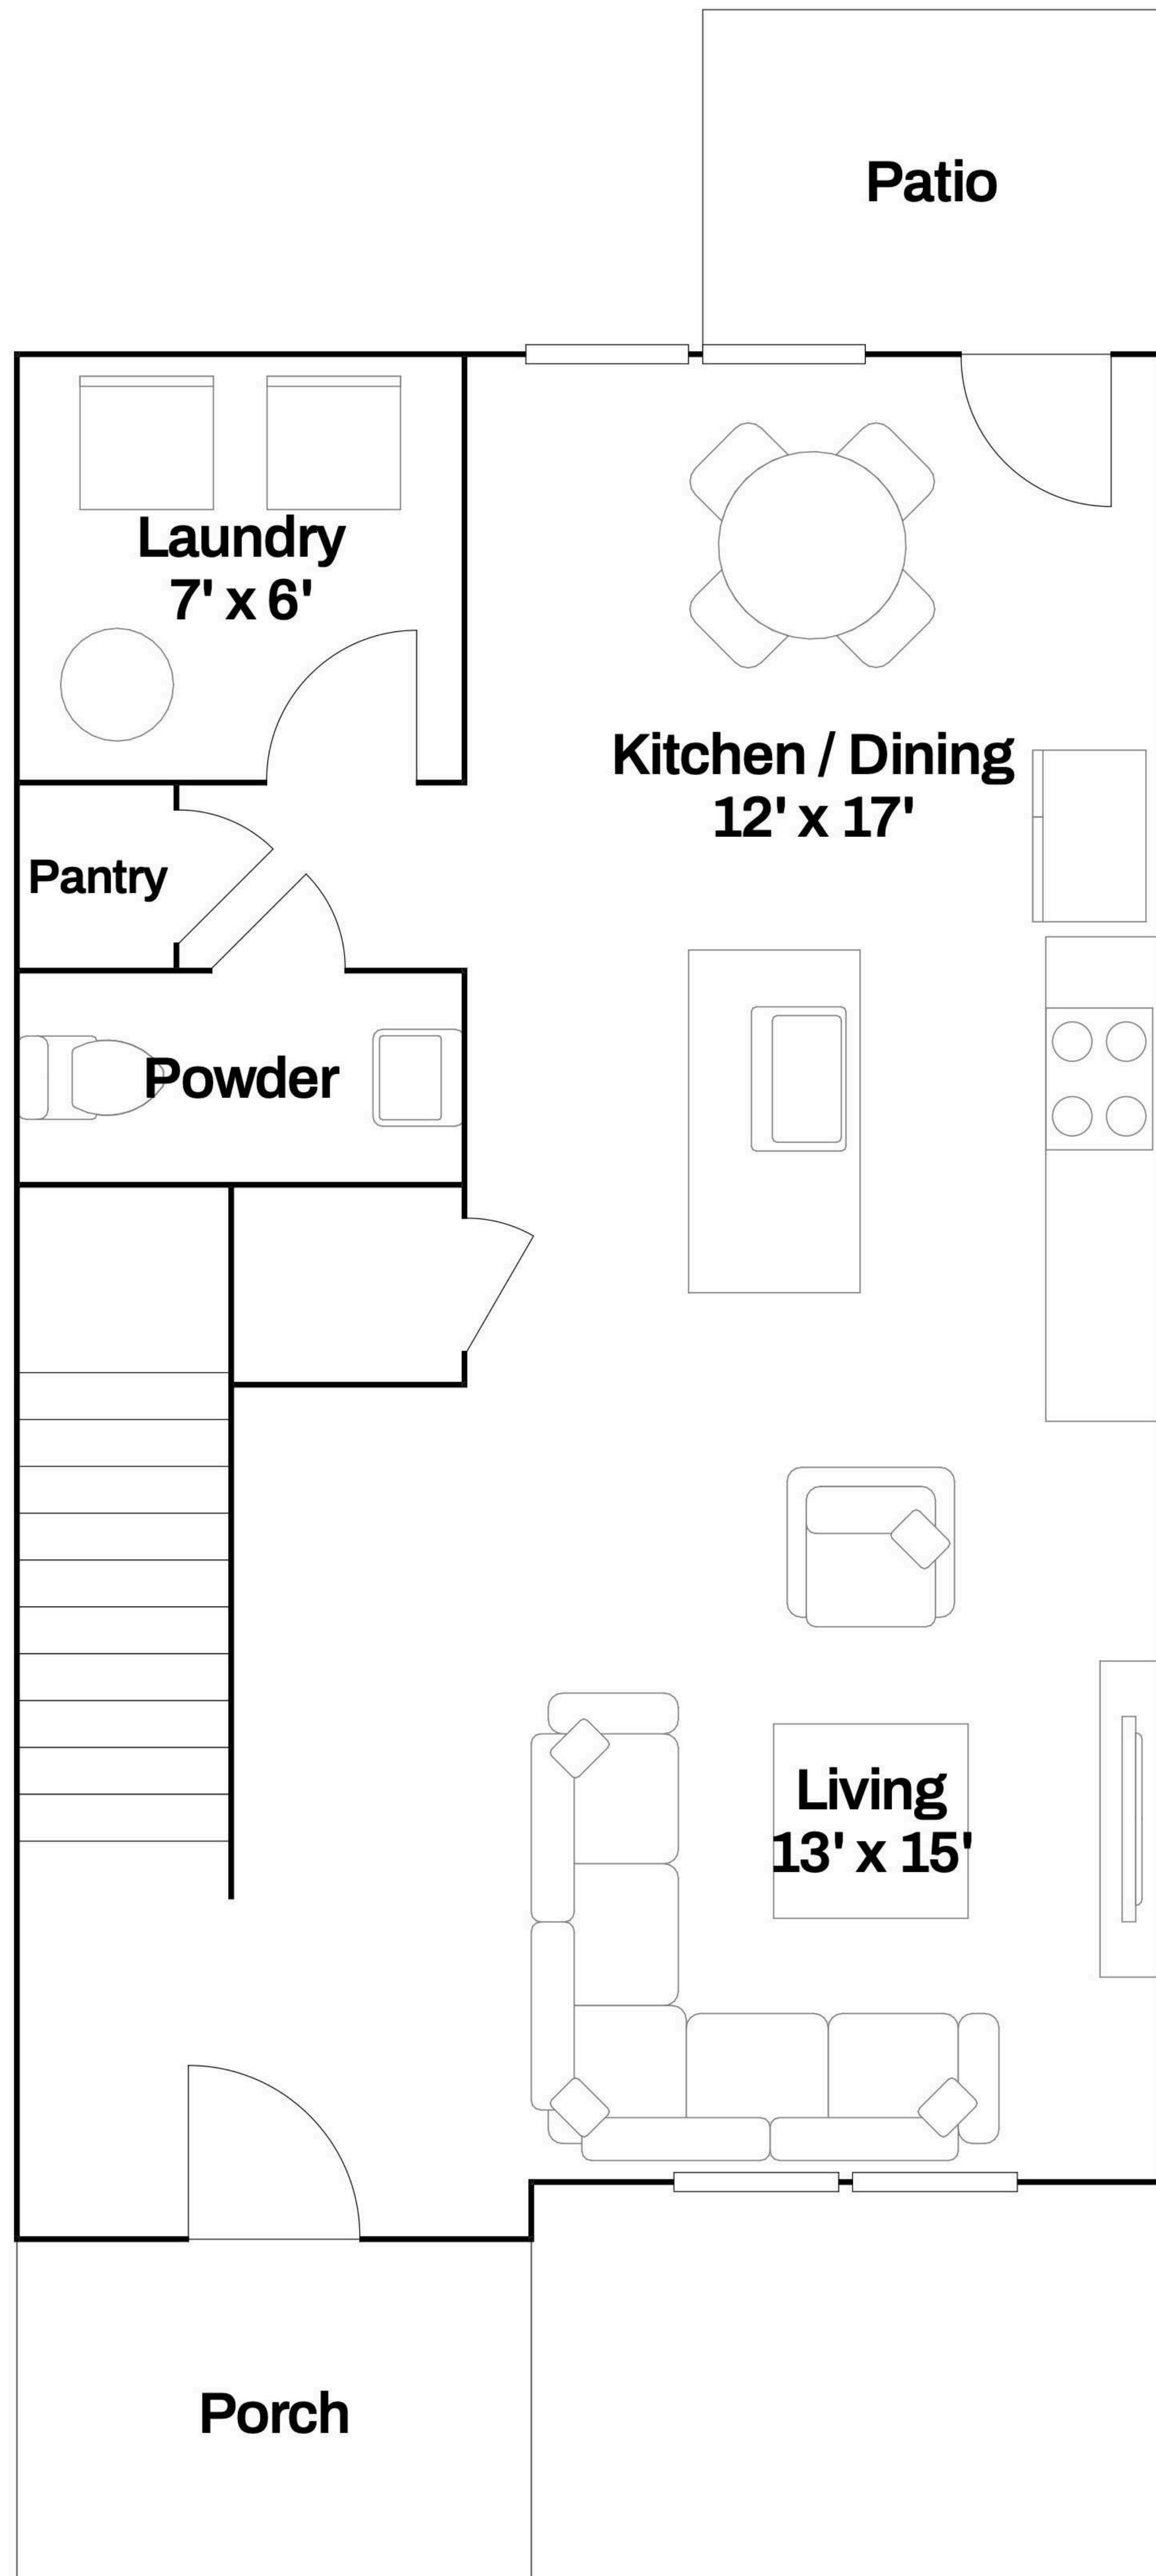 Patio
Laundry
7' x 6'
Kitchen / Dining
12' x 17'
Pantry
Powder
Living
13' x 15'
Porch